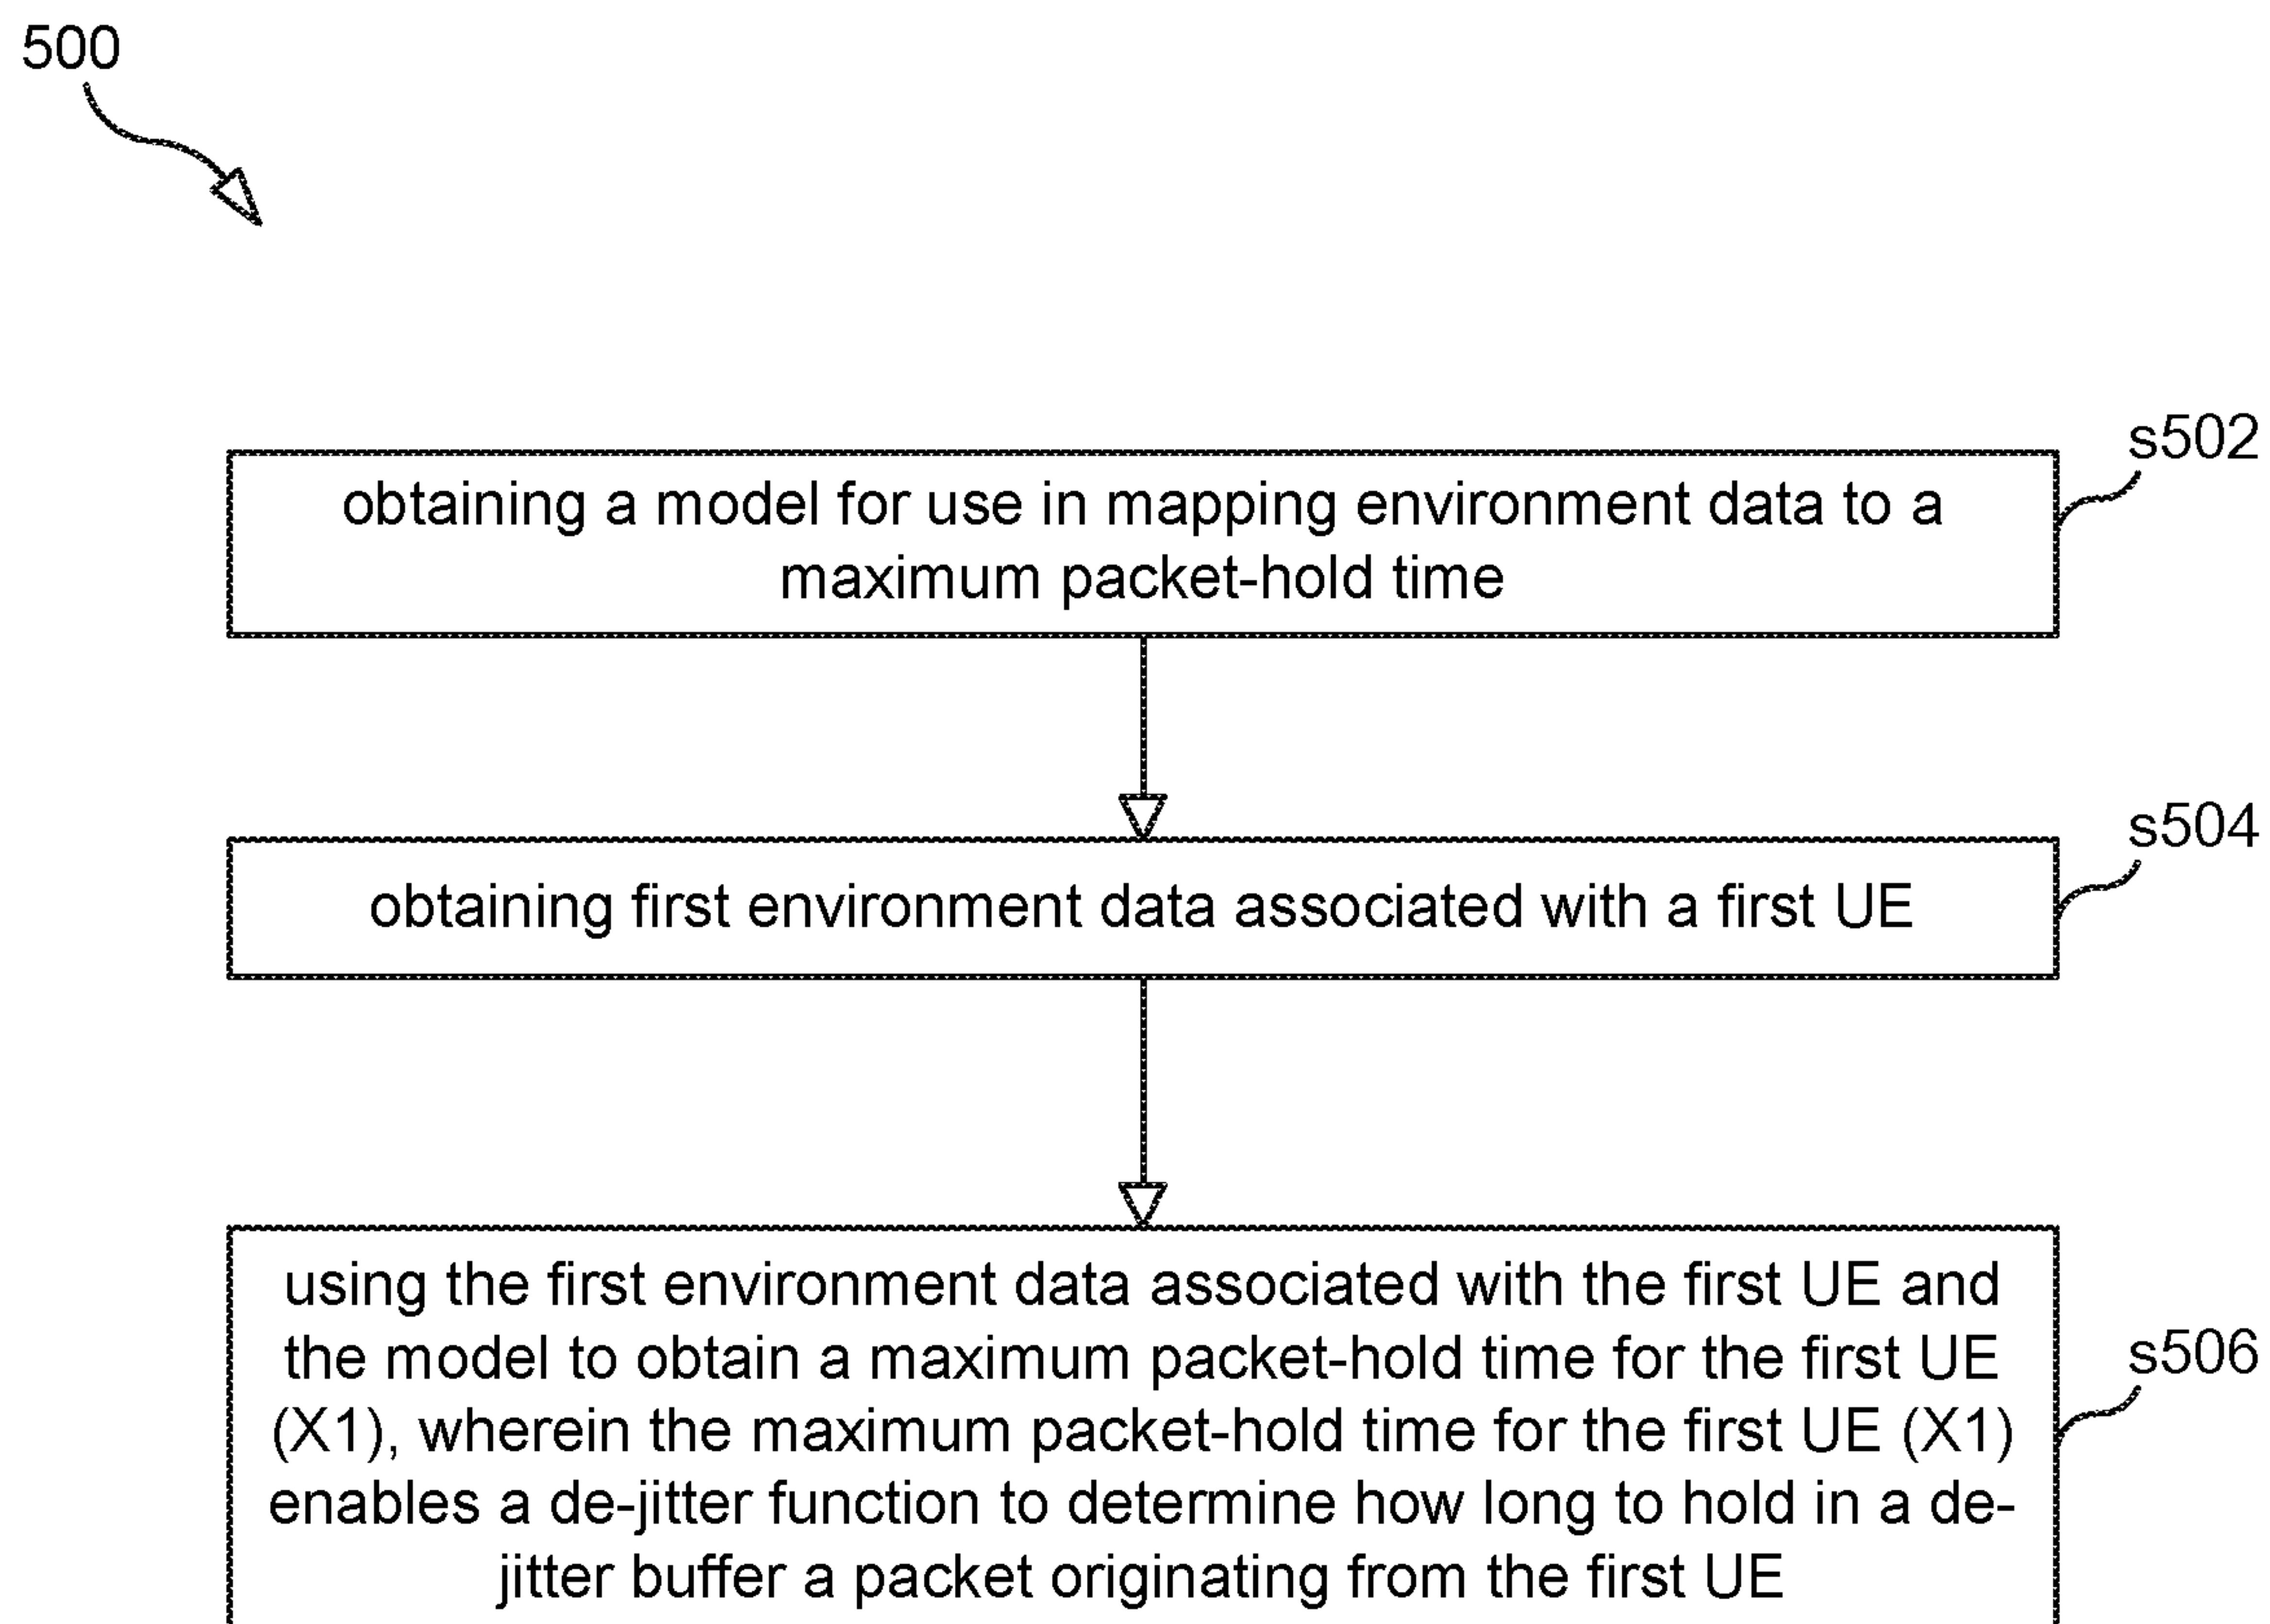 500
s502
obtaining a model for use in mapping environment data to a
maximum packet-hold time
s504
obtaining first environment data associated with a first UE
using the first environment data associated with the first UE and
the model to obtain a maximum packet-hold time for the first UE
s506
(X1), wherein the maximum packet-hold time for the first UE (X1)
enables a de-jitter function to determine how long to hold in a de-
jitter buffer a packet originating from the first UE